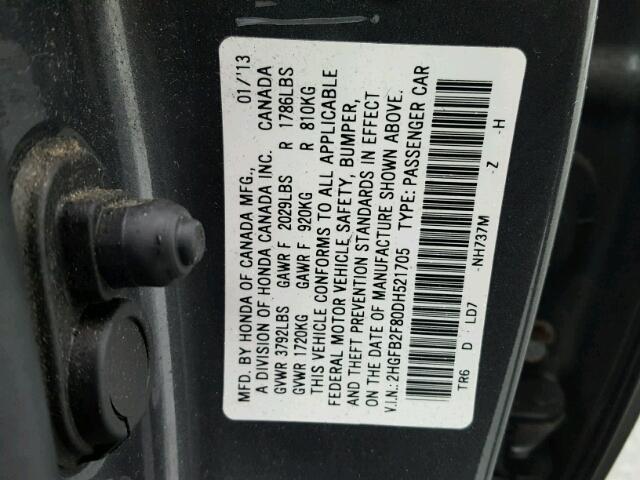 MFD. BY HONDA OF CANADA MFG., 01/'13
A DIVISION OF HONDA CANADA INC. CANADA
GVWR 3792LBS GAWR F 2029LBS R 1786LBS
GVWR 1720KG GAWR F 920KG R 810KG
THIS VEHICLE CONFORMS TO ALL APPLICABLE
FEDERAL MOTOR VEHICLE SAFETY, BUMPER,
AND THEFT PREVENTION STANDARDS IN EFFECT
ON THE DATE OF MANUFACTURE SHOWN ABOVE.
V.I.N.: 2HGFB2F80DH521705 TYPE: PASSENGER CAR
TR6 D LD7 -NH737M -Z -H